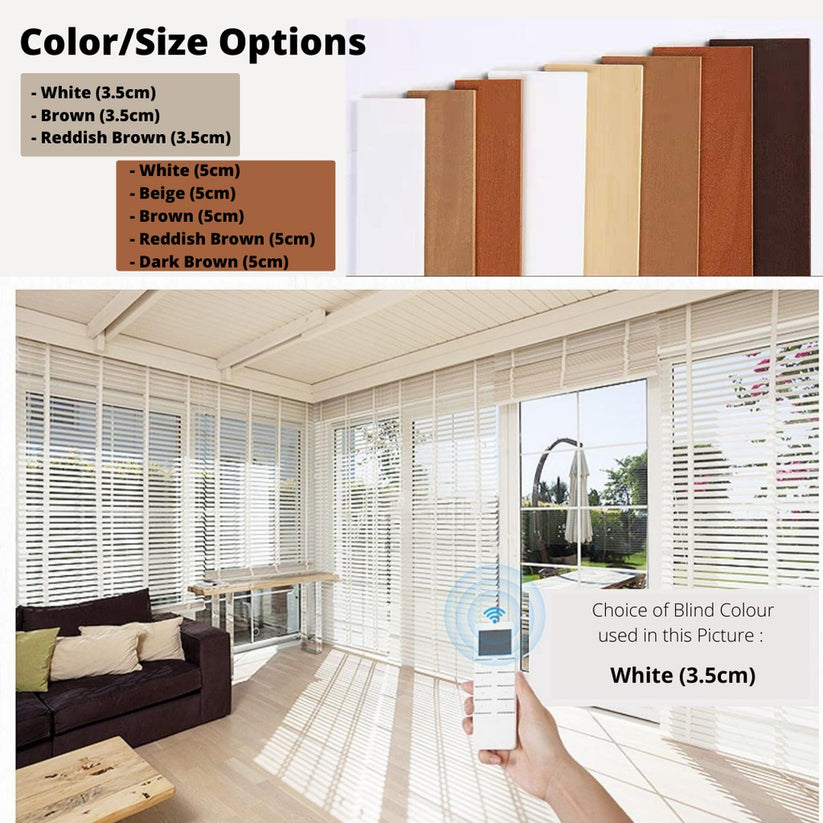 Color/Size Options
- White (3.5cm)
- Brown (3.5cm)
- Reddish Brown (3.5cm)
- White (5cm)
- Beige (5cm)
- Brown (5cm)
- Reddish Brown (5cm)
- Dark Brown (5cm)
Choice of Blind Colour
used in this Picture :
White (3.5cm)